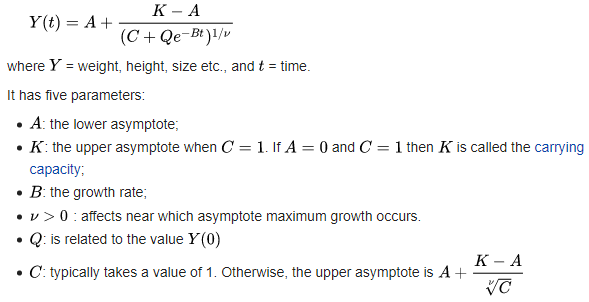 Y(t) = A + \frac{K − A}{(C + Qe^{−Bt})^{1/ν}}
where Y = weight, height, size etc., and t = time.
It has five parameters:
• A: the lower asymptote;
• K: the upper asymptote when C = 1. If A = 0 and C = 1 then K is called the carrying
capacity;
• B: the growth rate;
• ν > 0 : affects near which asymptote maximum growth occurs.
• Q: is related to the value Y(0)
• C: typically takes a value of 1. Otherwise, the upper asymptote is A + \frac{K − A}{\sqrt[ν]{C}}